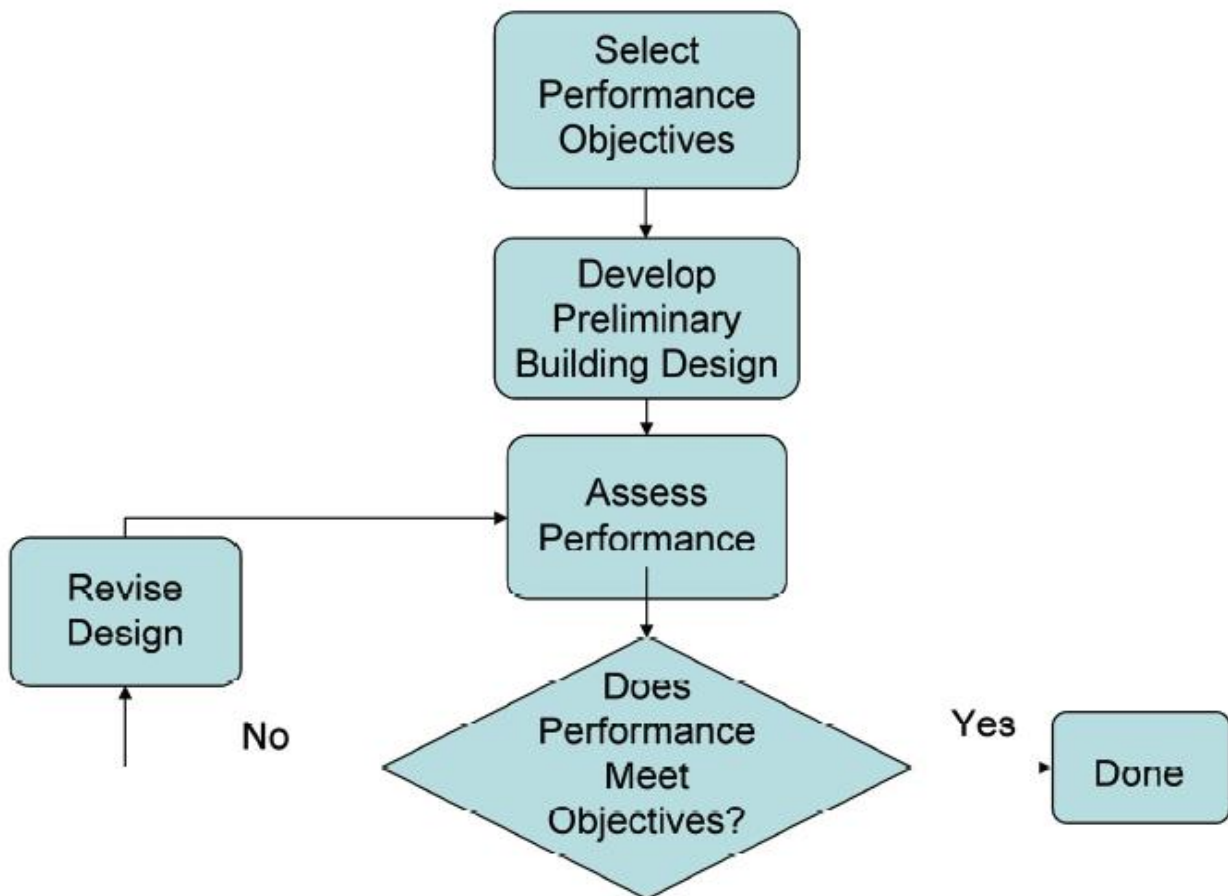 Select
Performance
Objectives
Develop
Preliminary
Building Design
Assess
Performance
Revise
Design
Does
Performance
Meet
Objectives?
No
Yes
Done